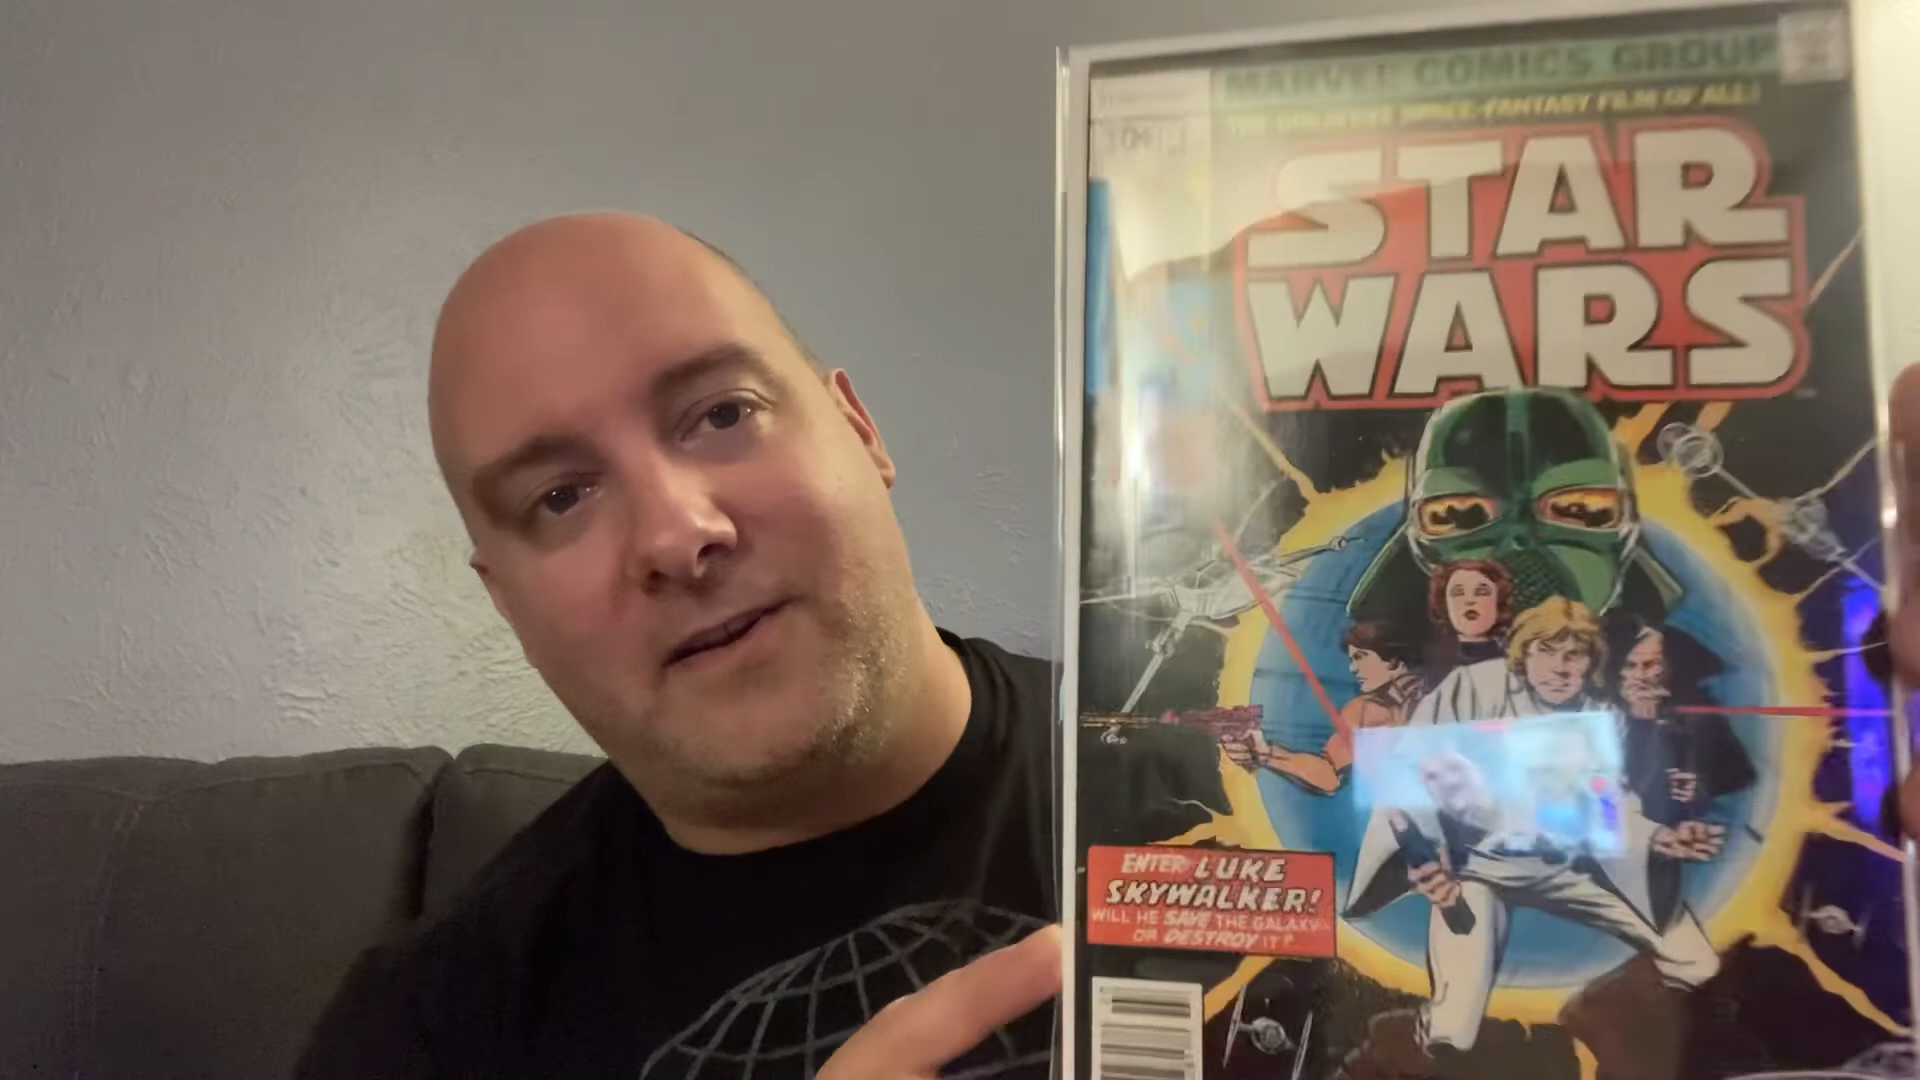 MARVEL COMICS GROUP
THE GREATEST SPACE-FANTASY FILM OF ALL!
STAR
WARS
ENTER LUKE
SKYWALKER!
WILL HE SAVE THE GALAXY-
OR DESTROY IT?